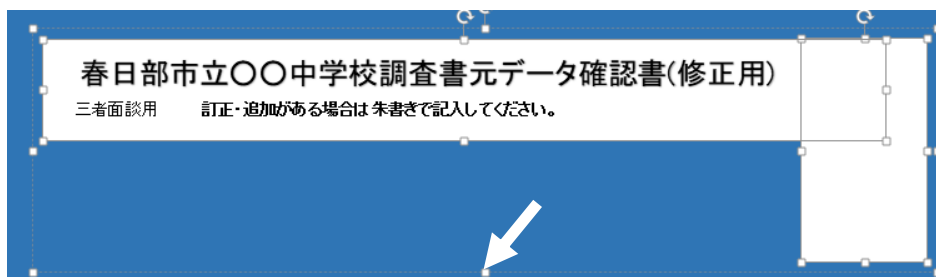 春日部市立〇〇中学校調査書元データ確認書(修正用)
三者面談用 訂正・追加がある場合は朱書きで記入してください。